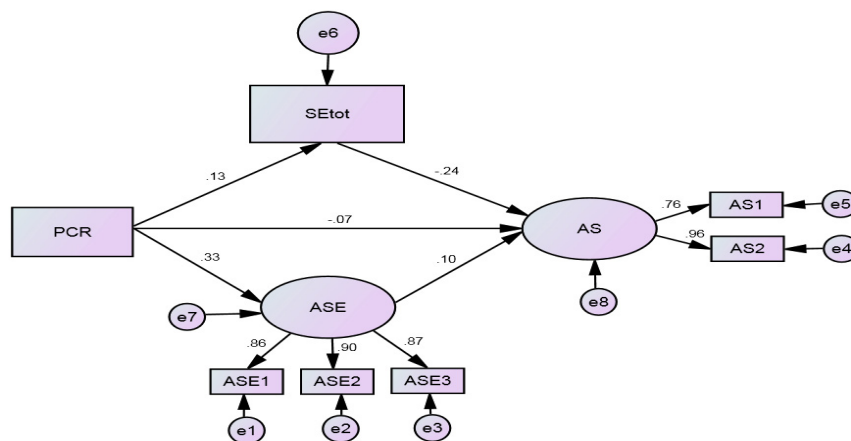 e6
SEtot
.13
-.24
PCR
-.07
AS
.76
AS1
e5
.96
AS2
e4
.33
.10
e8
ASE
e7
.86
.90
.87
ASE1
ASE2
ASE3
e1
e2
e3